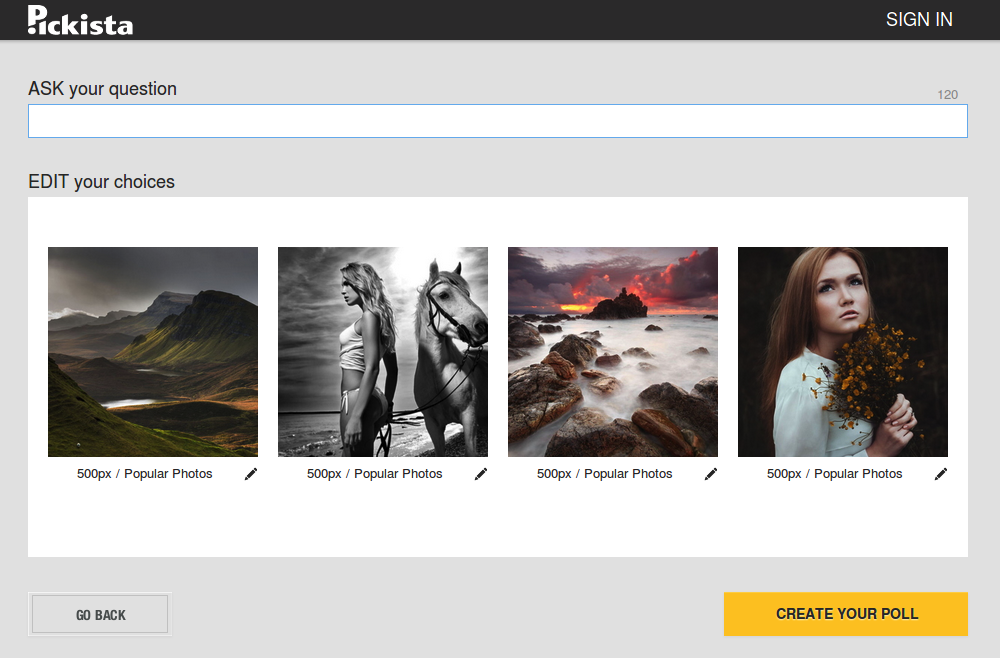 Pickista
SIGN IN
ASK your question
120
EDIT your choices
500px / Popular Photos
500px / Popular Photos
500px / Popular Photos
500px / Popular Photos
GO BACK
CREATE YOUR POLL